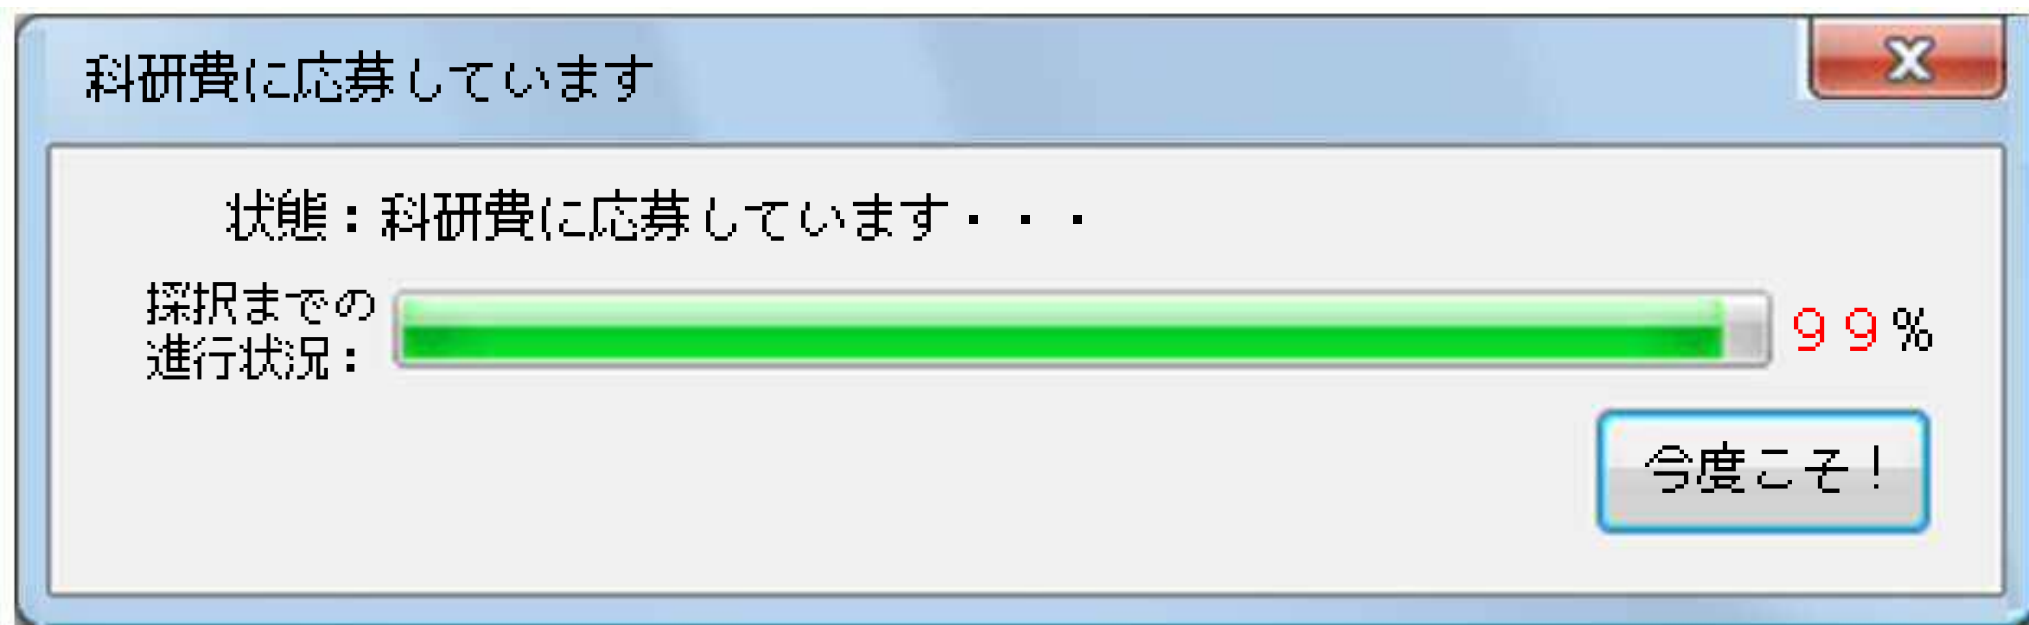 科研費に応募しています
状態：科研費に応募しています・・・
採択までの
進行状況：
９９%
今度こそ！